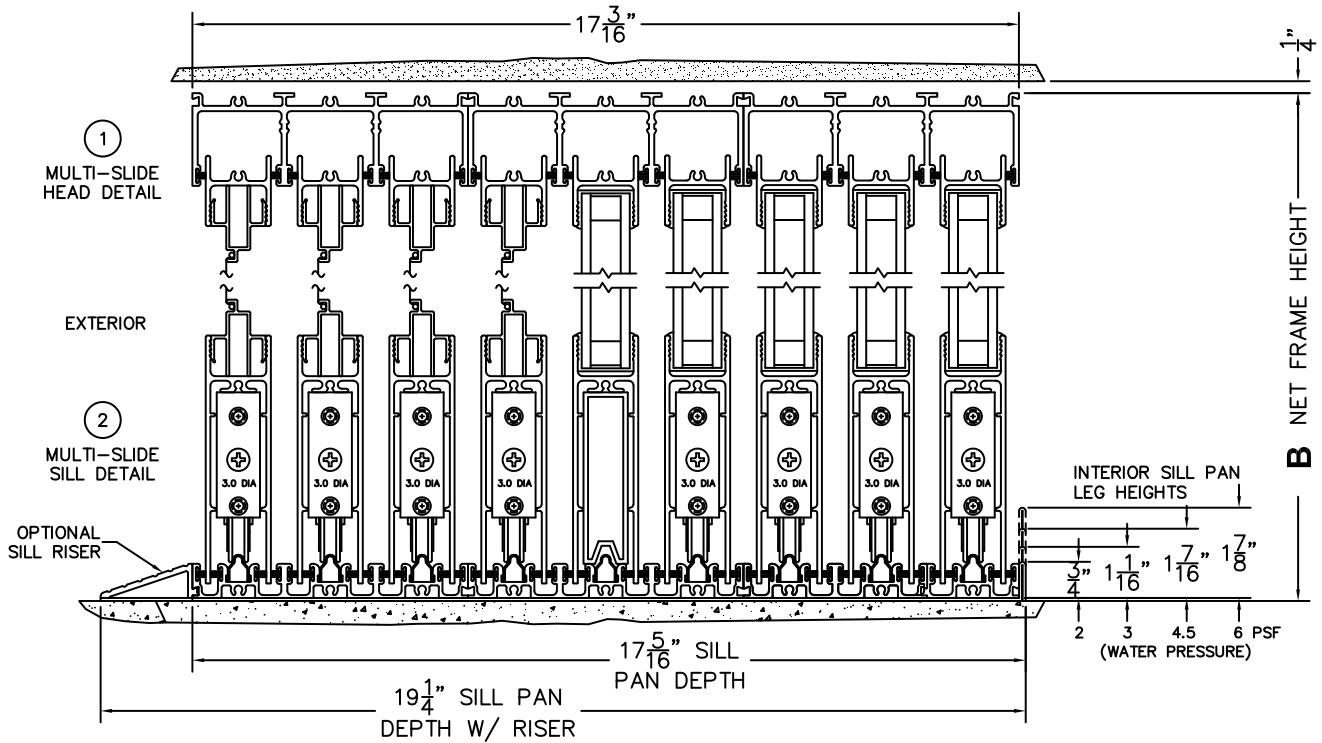 17 3/16"
1/4"
1
MULTI-SLIDE
HEAD DETAIL
EXTERIOR
B NET FRAME HEIGHT
2
MULTI-SLIDE
SILL DETAIL
3.0 DIA 3.0 DIA 3.0 DIA 3.0 DIA 3.0 DIA 3.0 DIA 3.0 DIA 3.0 DIA
INTERIOR SILL PAN
LEG HEIGHTS
OPTIONAL
SILL RISER
3/4" 1 1/16" 1 7/16" 1 7/8"
2 3 4.5 6 PSF
(WATER PRESSURE)
17 5/16" SILL
PAN DEPTH
19 1/4" SILL PAN
DEPTH W/ RISER